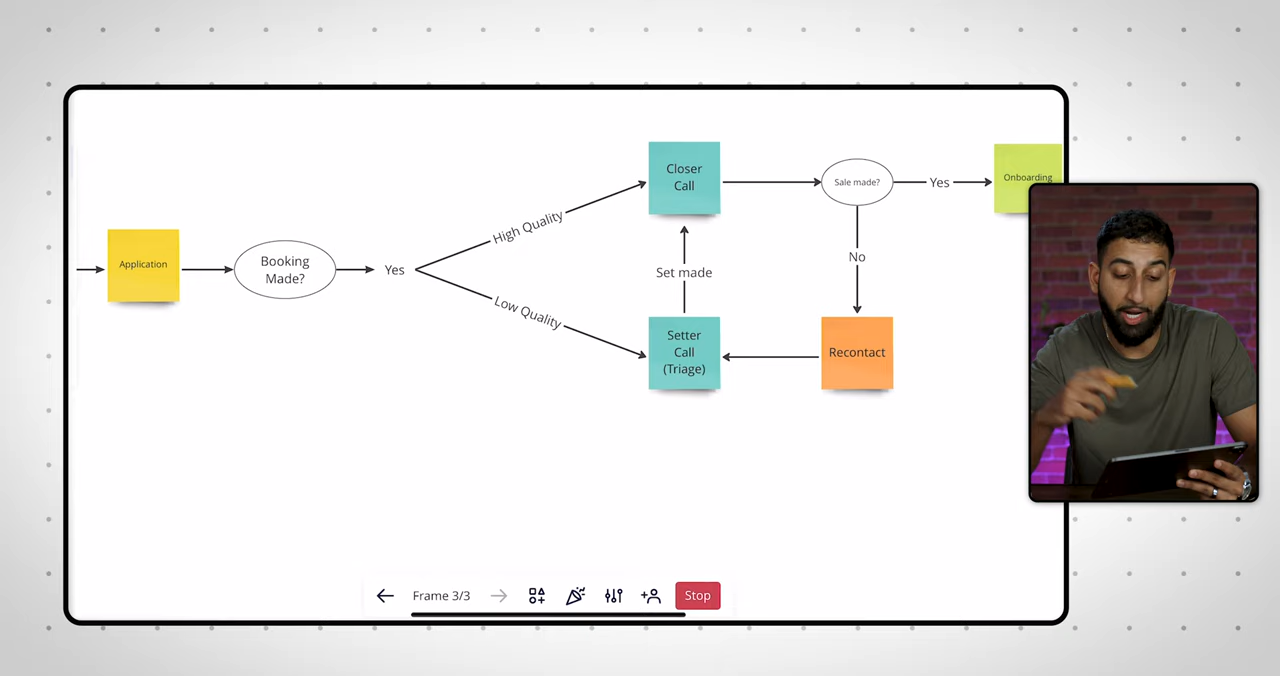 Closer
Call
Sale made?
Yes
Onboarding
High Quality
Application
Booking
Made?
Yes
No
Set made
Low Quality
Setter
Call
(Triage)
Recontact
Frame 3/3
Stop